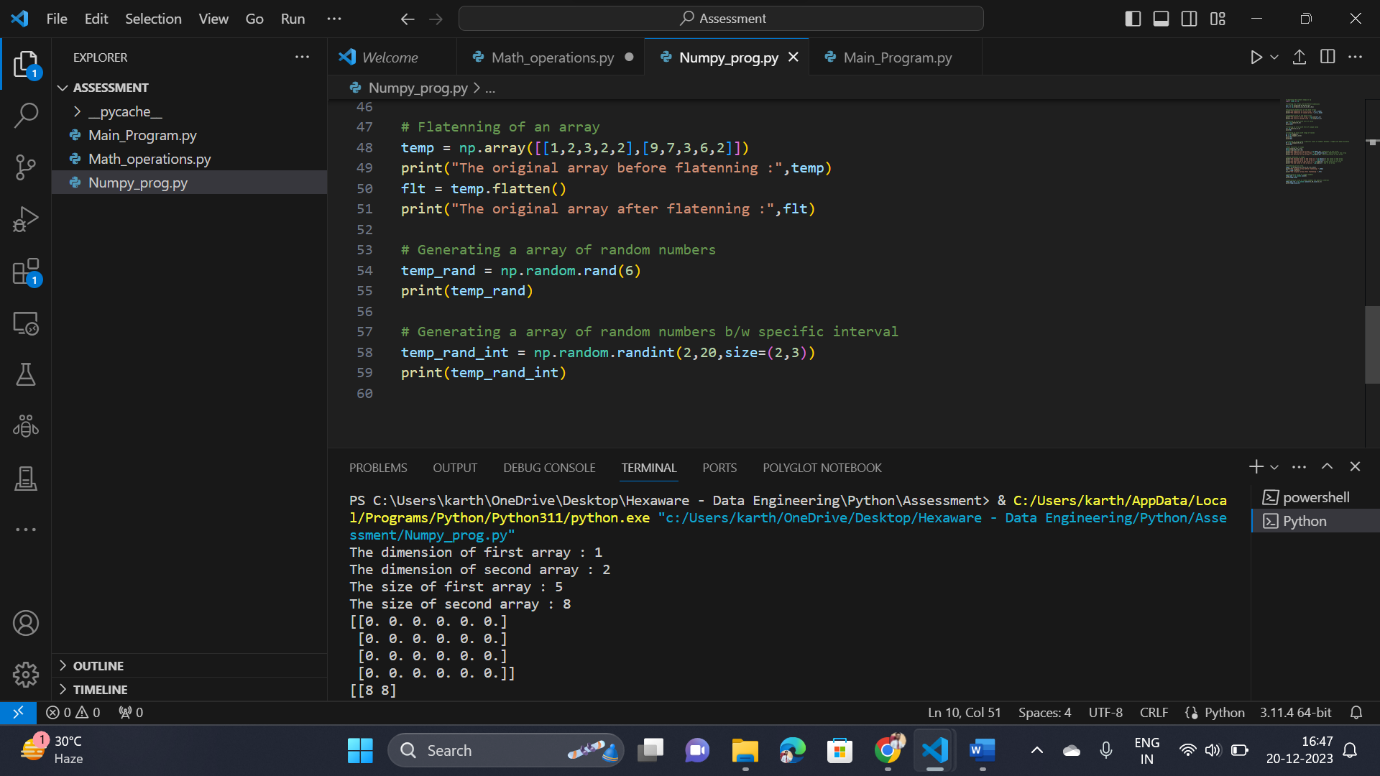 File Edit Selection View Go Run ··· Assessment
EXPLORER ···
ASSESSMENT
__pycache__
Main_Program.py
Math_operations.py
Numpy_prog.py
OUTLINE
TIMELINE
1
1
Welcome Math_operations.py Numpy_prog.py Main_Program.py
Numpy_prog.py > ...
46
47 # Flatenning of an array
48 temp = np.array([[1,2,3,2,2],[9,7,3,6,2]])
49 print("The original array before flatenning :",temp)
50 flt = temp.flatten()
51 print("The original array after flatenning :",flt)
52
53 # Generating a array of random numbers
54 temp_rand = np.random.rand(6)
55 print(temp_rand)
56
57 # Generating a array of random numbers b/w specific interval
58 temp_rand_int = np.random.randint(2,20,size=(2,3))
59 print(temp_rand_int)
60
PROBLEMS OUTPUT DEBUG CONSOLE TERMINAL PORTS POLYGLOT NOTEBOOK
PS C:\Users\karth\OneDrive\Desktop\Hexaware - Data Engineering\Python\Assessment> & C:/Users/karth/AppData/Loca
l/Programs/Python/Python311/python.exe "c:/Users/karth/OneDrive/Desktop/Hexaware - Data Engineering/Python/Asse
ssment/Numpy_prog.py"
The dimension of first array : 1
The dimension of second array : 2
The size of first array : 5
The size of second array : 8
[[0. 0. 0. 0. 0. 0.]
 [0. 0. 0. 0. 0. 0.]
 [0. 0. 0. 0. 0. 0.]
 [0. 0. 0. 0. 0. 0.]]
[[8 8]
powershell
Python
0 0 0 Ln 10, Col 51 Spaces: 4 UTF-8 CRLF Python 3.11.4 64-bit
1
30°C
Haze
Search
ENG
IN
16:47
20-12-2023